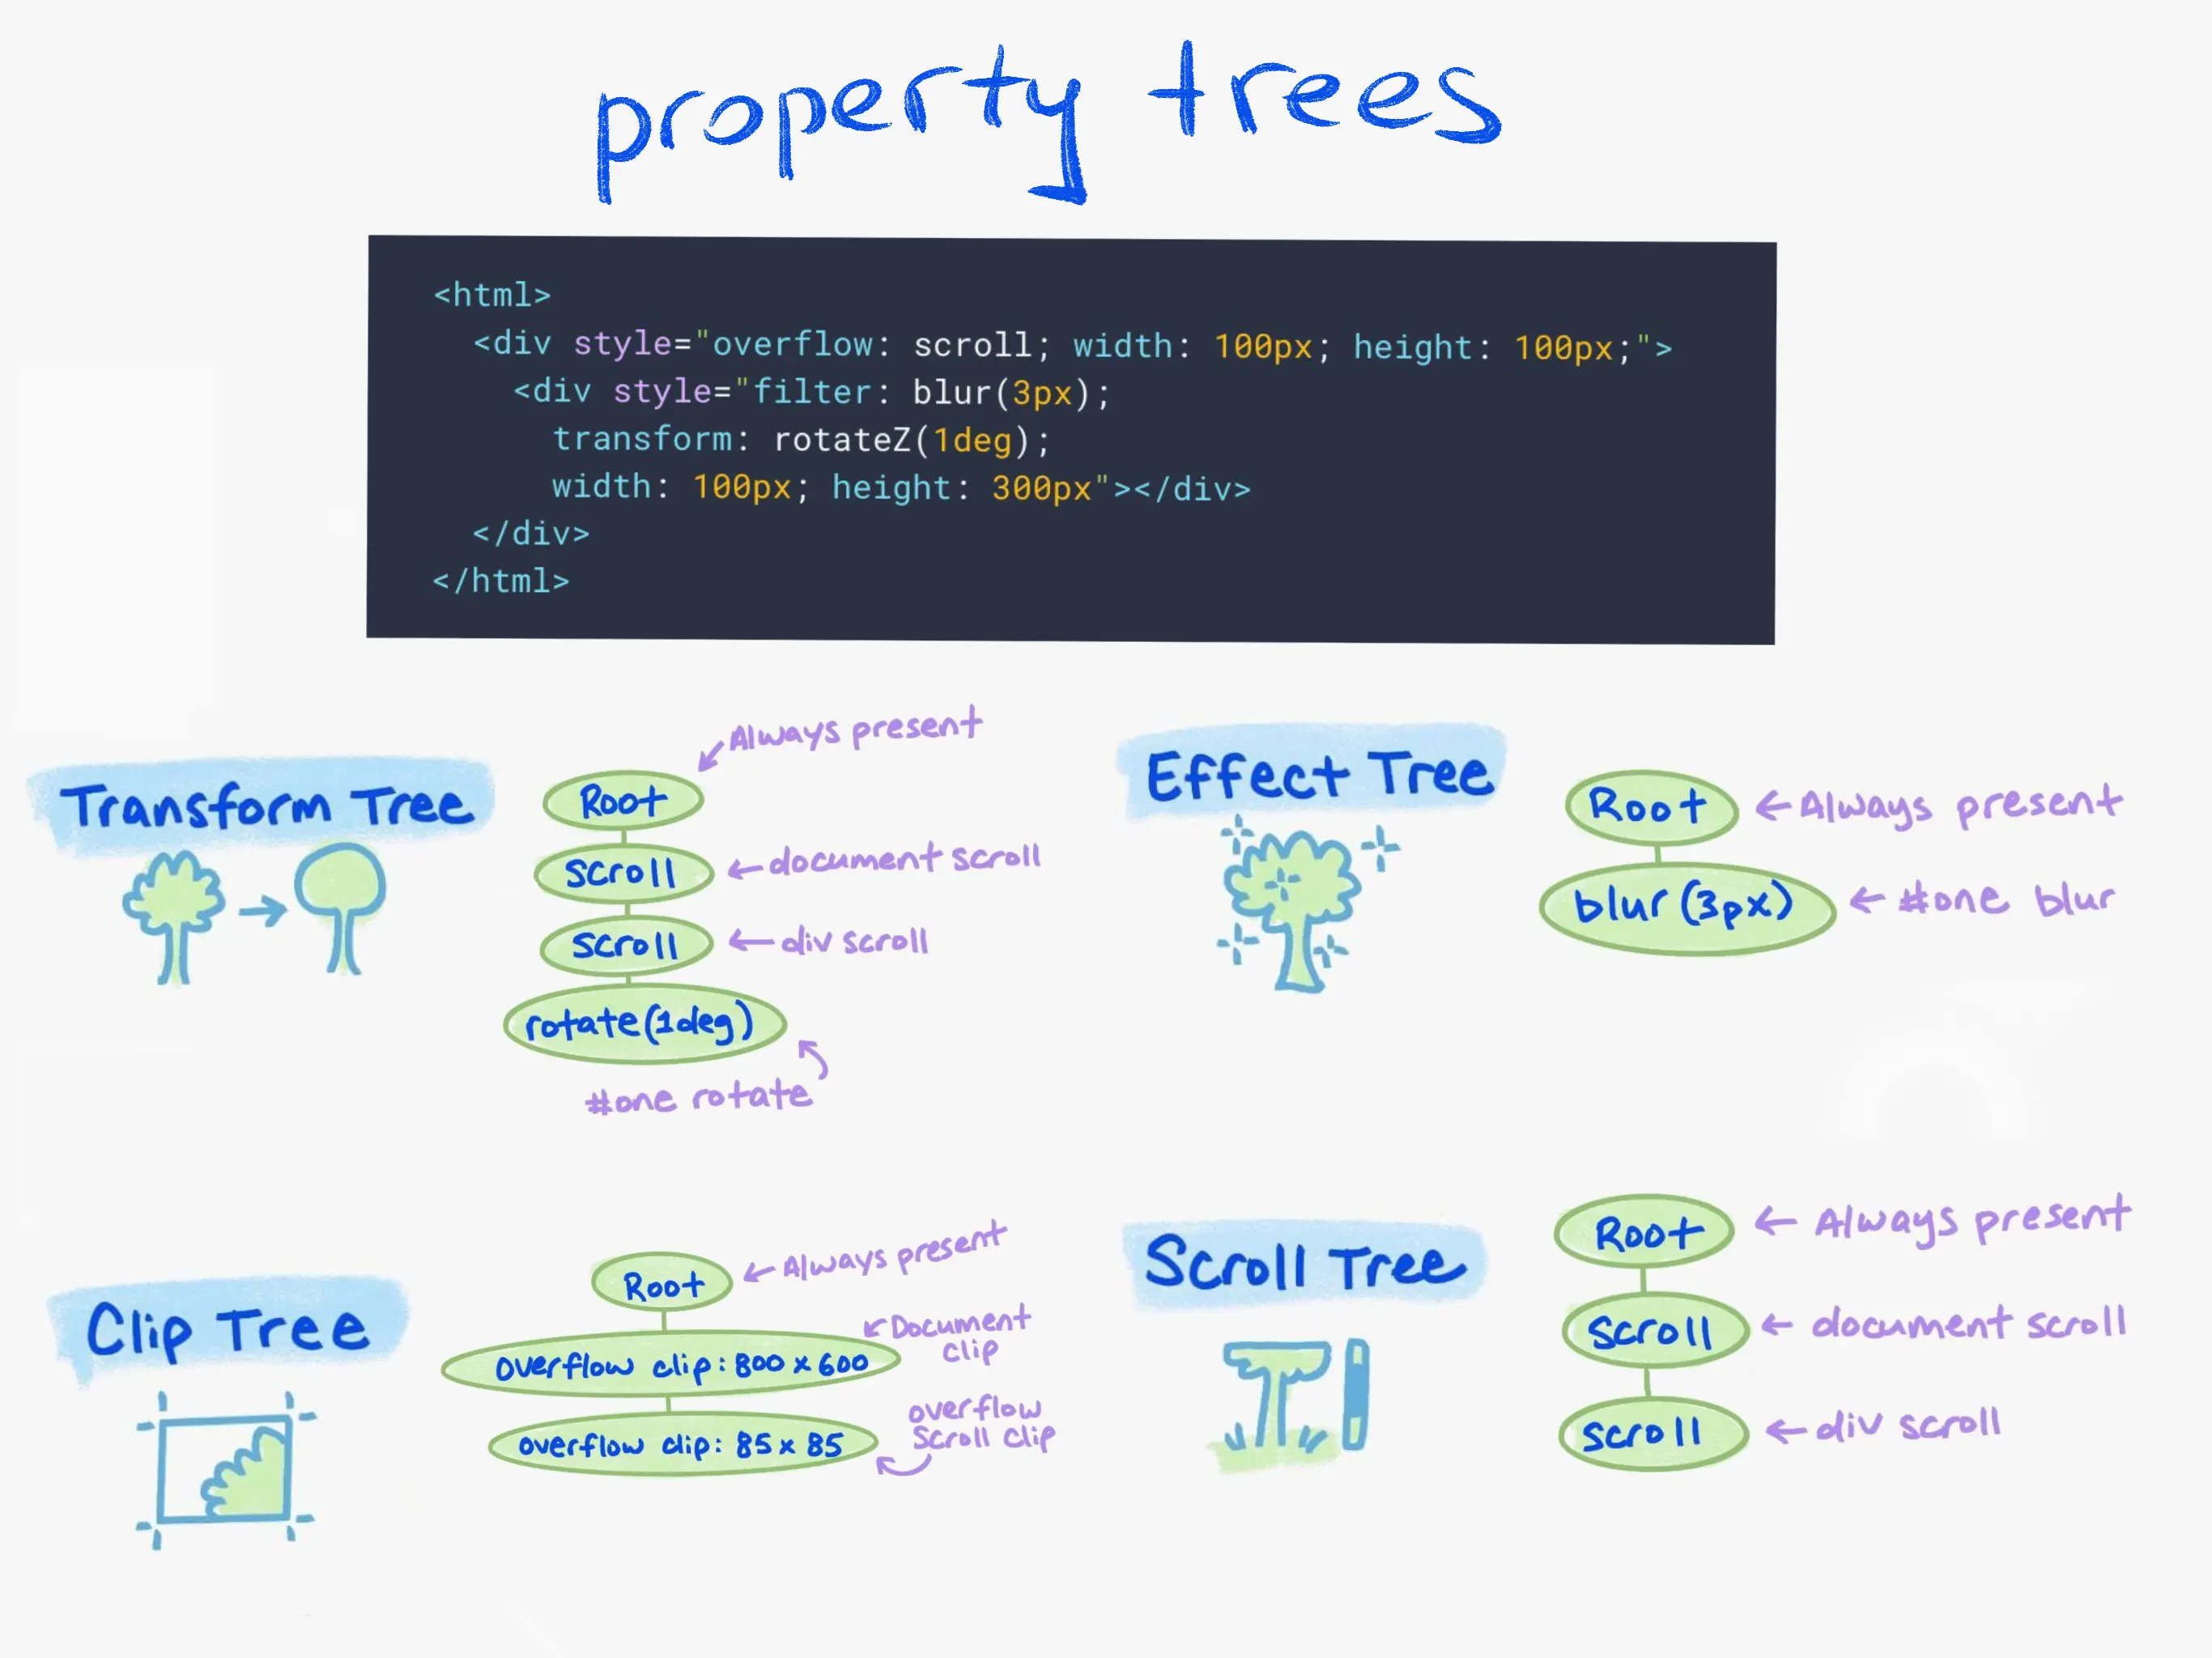 property trees
<html>
<div style="overflow: scroll; width: 100px; height: 100px;">
<div style="filter: blur(3px);
transform: rotateZ(1deg);
width: 100px; height: 300px"></div>
</div>
</html>
Transform Tree
Always present
Root
scroll
←document scroll
scroll
←div scroll
rotate(1deg)
#one rotate
Effect Tree
Root
←Always present
blur(3px)
←#one blur
Clip Tree
Root
←Always present
overflow clip: 800 x 600
Document
clip
overflow clip: 85 x 85
overflow
scroll clip
Scroll Tree
Root
←Always present
scroll
←document scroll
scroll
←div scroll